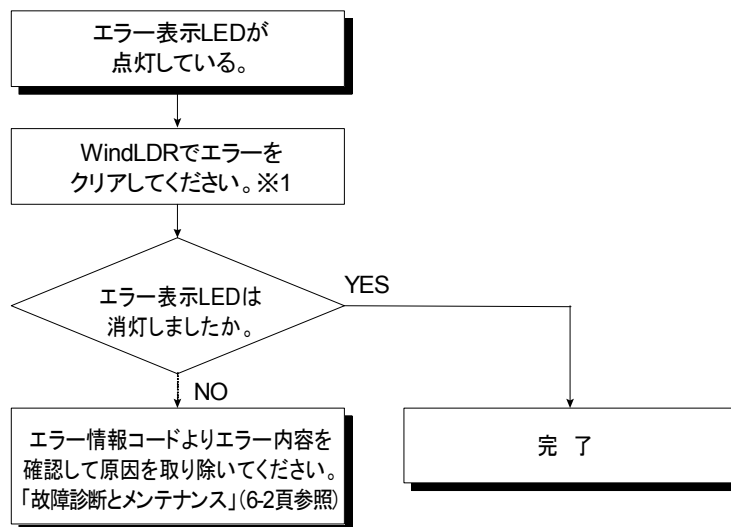 エラー表示LEDが
点灯している。
WindLDRでエラーを
クリアしてください。※1
エラー表示LEDは
消灯しましたか。
YES
NO
エラー情報コードよりエラー内容を
確認して原因を取り除いてください。
「故障診断とメンテナンス」(6-2頁参照)
完 了